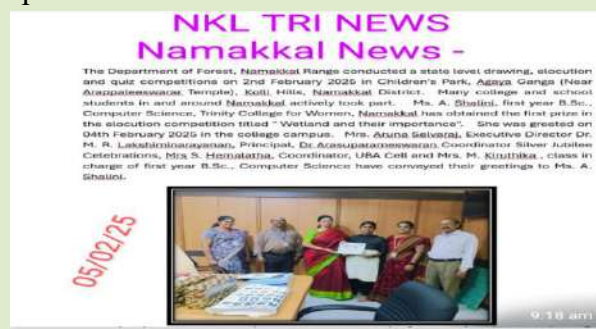 NKL TRI NEWS
Namakkal News -
The Department of Forest, Namakkal Range conducted a state level drawing, elocution
and quiz competitions on 2nd February 2025 in Children's Park, Agaya Ganga (Near
Arappaleeswarar Temple), Kolli Hills, Namakkal District. Many college and school
students in and around Namakkal actively took part. Ms. A. Shalini, first year B.Sc.,
Computer Science, Trinity College for Women, Namakkal has obtained the first prize in
the elocution competition titled " Wetland and their importance". She was greeted on
04th February 2025 in the college campus. Mrs. Aruna Selvaraj, Executive Director Dr.
M. R. Lakshiminarayanan, Principal, Dr Arasuparameswaran Coordinator Silver Jubilee
Celebrations, Mrs S. Hemalatha, Coordinator, UBA Cell and Mrs. M. Kiruthika , class in
charge of first year B.Sc., Computer Science have conveyed their greetings to Ms. A.
Shalini.
05/02/25
9.18 am